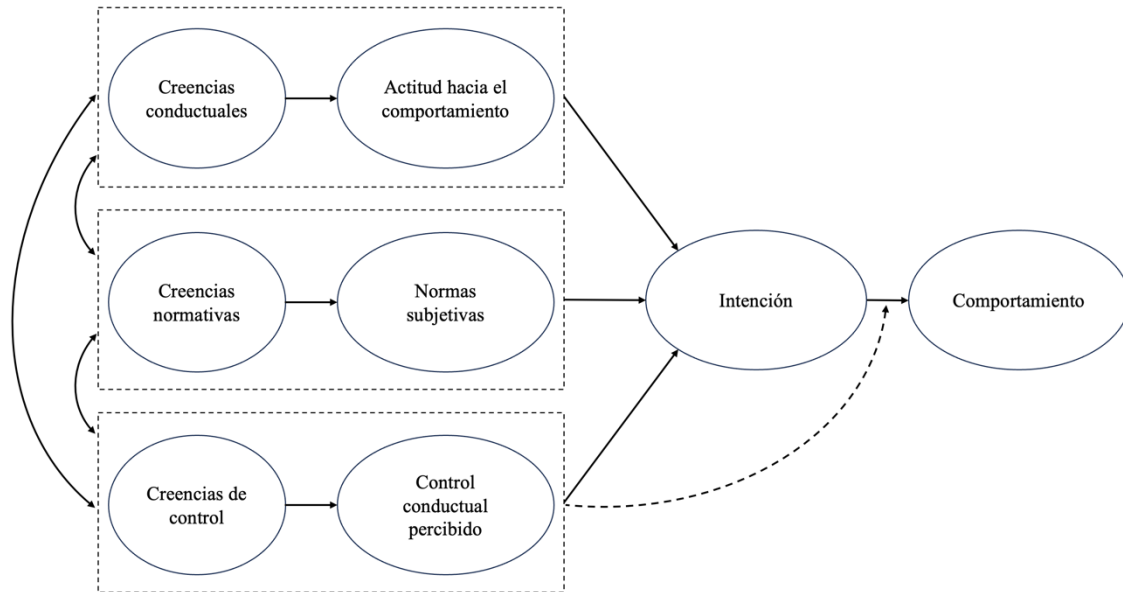 Creencias
conductuales
Actitud hacia el
comportamiento
Creencias
normativas
Normas
subjetivas
Intención
Comportamiento
Creencias de
control
Control
conductual
percibido